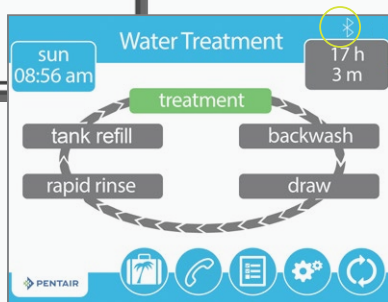 Water Treatment
sun
08:56 am
17 h
3 m
treatment
tank refill
backwash
rapid rinse
draw
PENTAIR